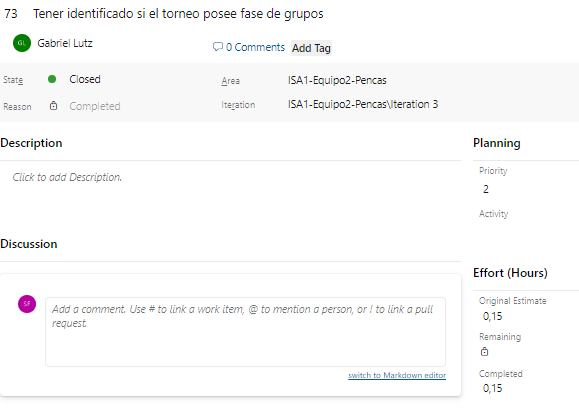 73 Tener identificado si el torneo posee fase de grupos
GL Gabriel Lutz
0 Comments Add Tag
State Closed
Area ISA1-Equipo2-Pencas
Reason Completed
Iteration ISA1-Equipo2-Pencas\Iteration 3
Description
Click to add Description.
Planning
Priority
2
Activity
Discussion
SF
Add a comment. Use # to link a work item, @ to mention a person, or ! to link a pull
request.
switch to Markdown editor
Effort (Hours)
Original Estimate
0,15
Remaining
Completed
0,15